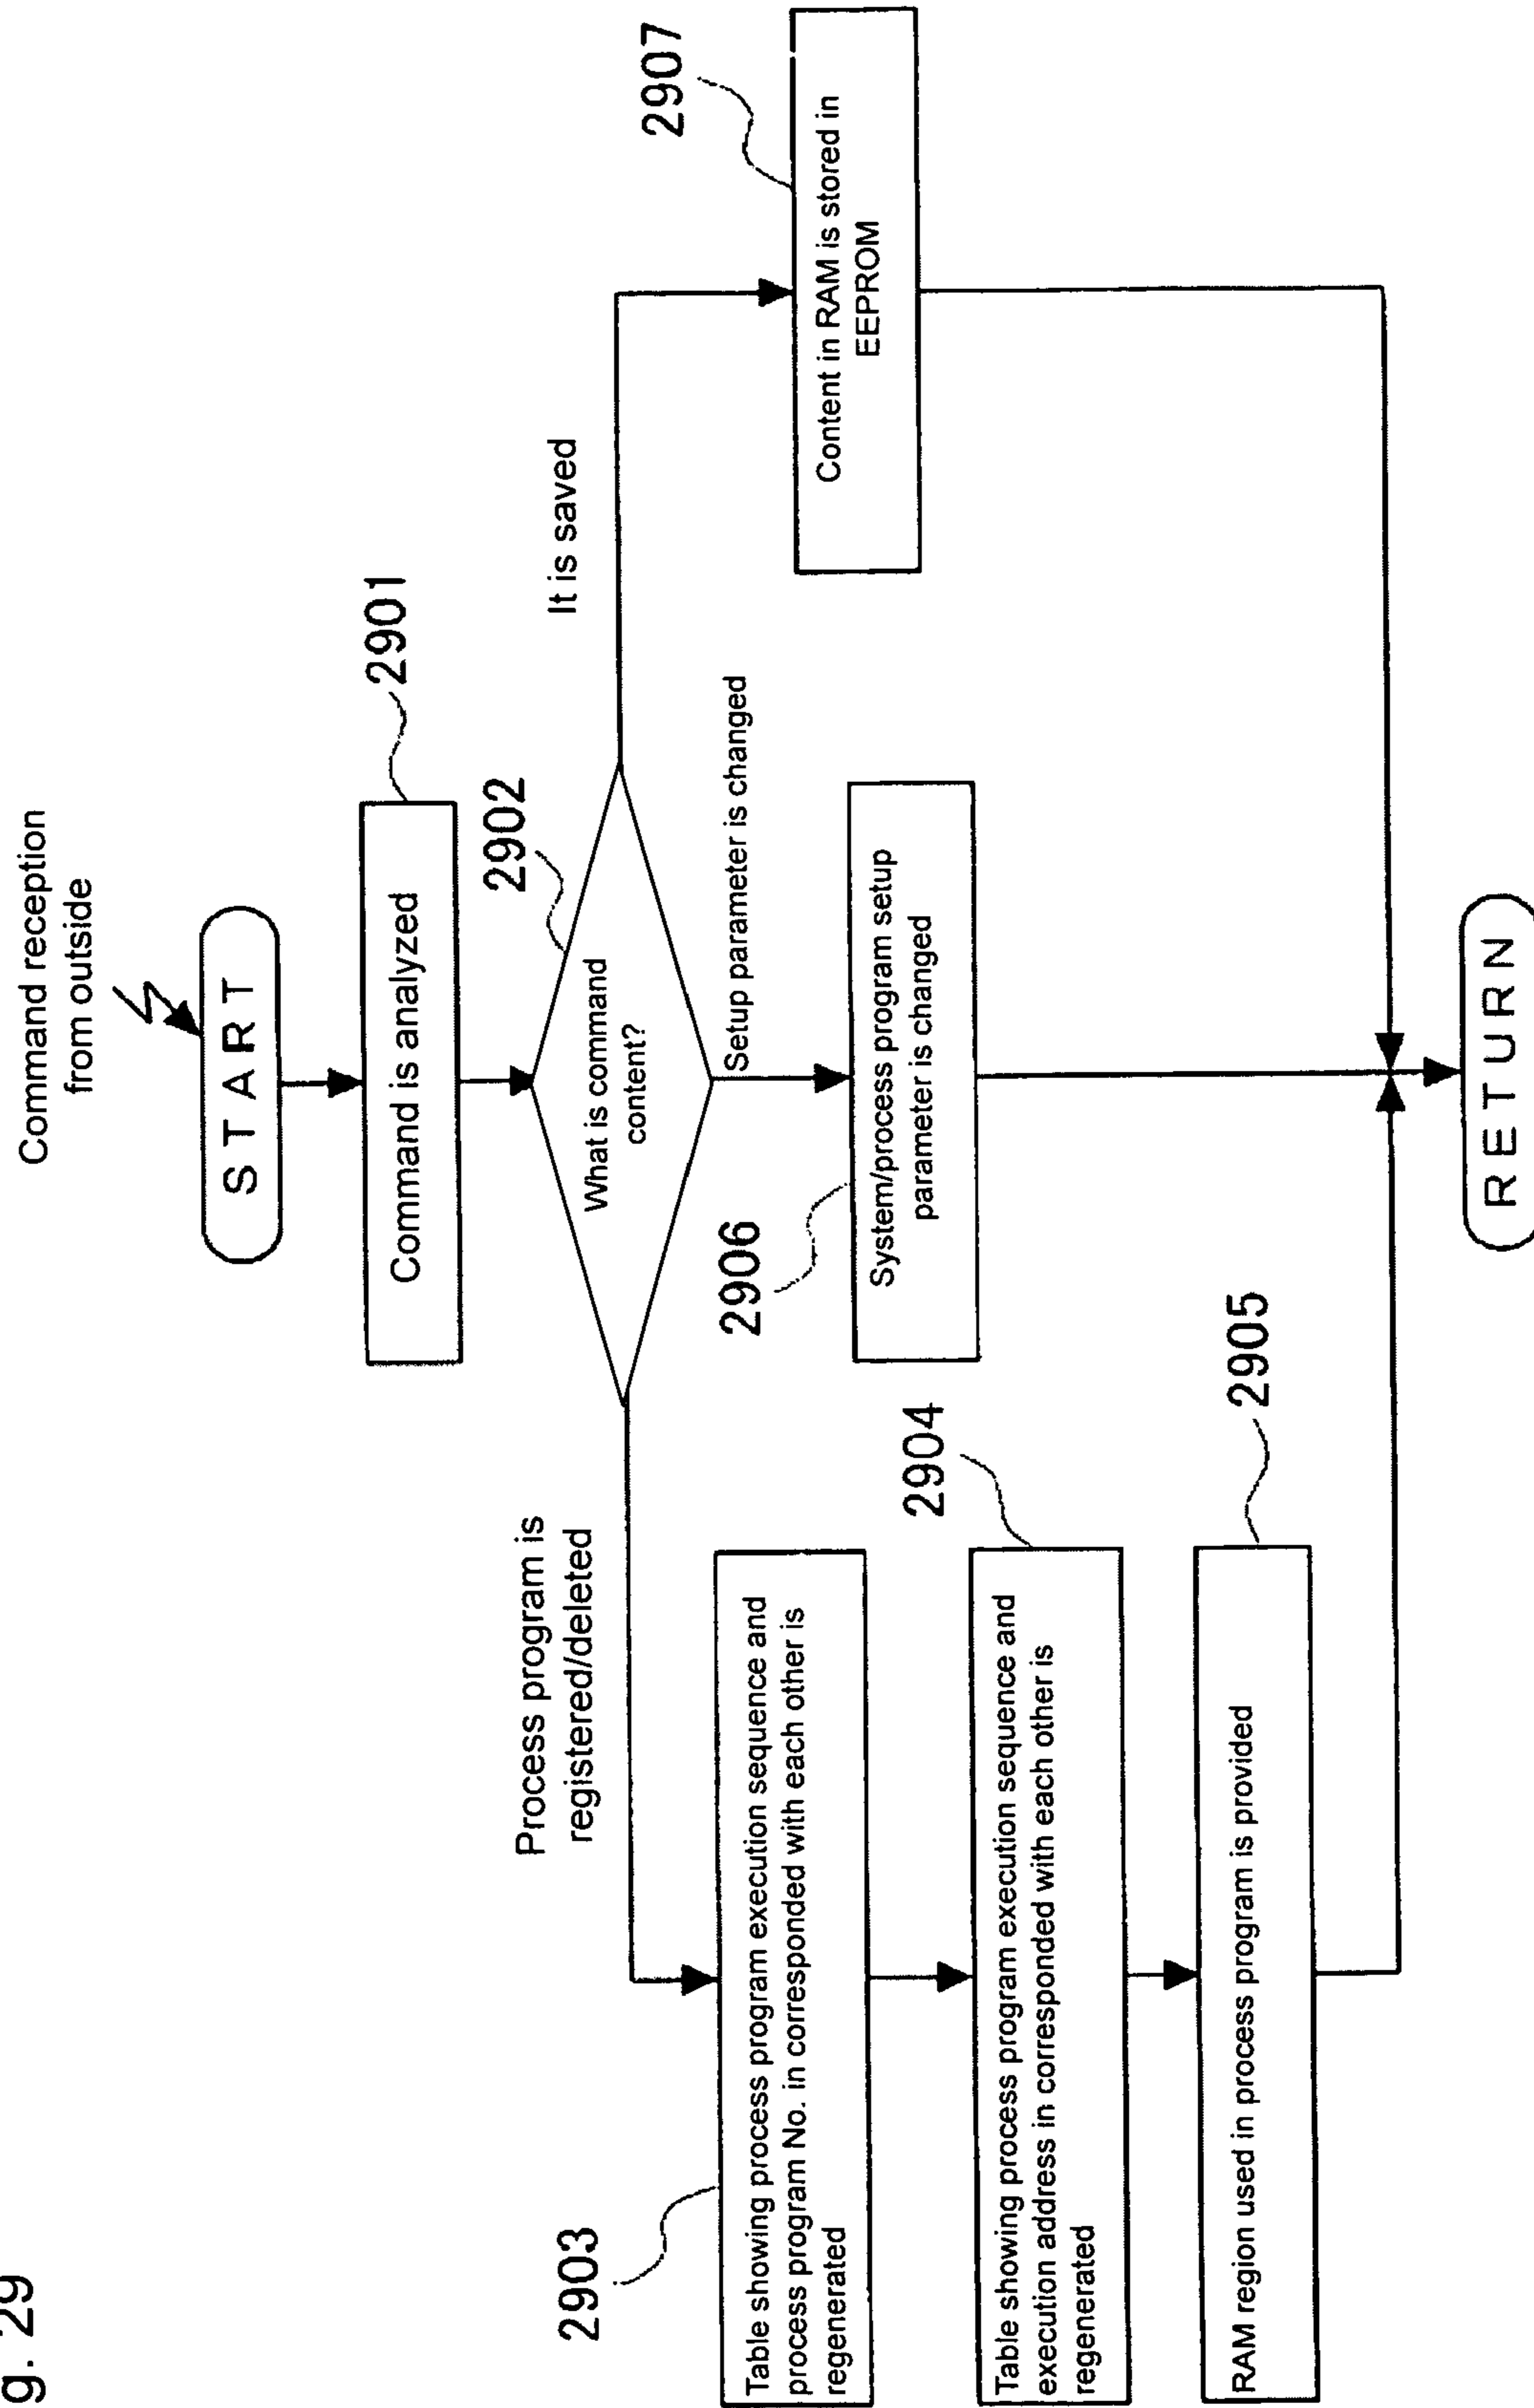 g. 29
Command reception
from outside
START
Command is analyzed
2901
2902
What is command
content?
Process program is
registered/deleted
Setup parameter is changed
It is saved
2903
Table showing process program execution sequence and
process program No. in corresponded with each other is
regenerated
2904
Table showing process program execution sequence and
execution address in corresponded with each other is
regenerated
2905
RAM region used in process program is provided
2906
System/process program setup
parameter is changed
2907
Content in RAM is stored in
EEPROM
RETURN